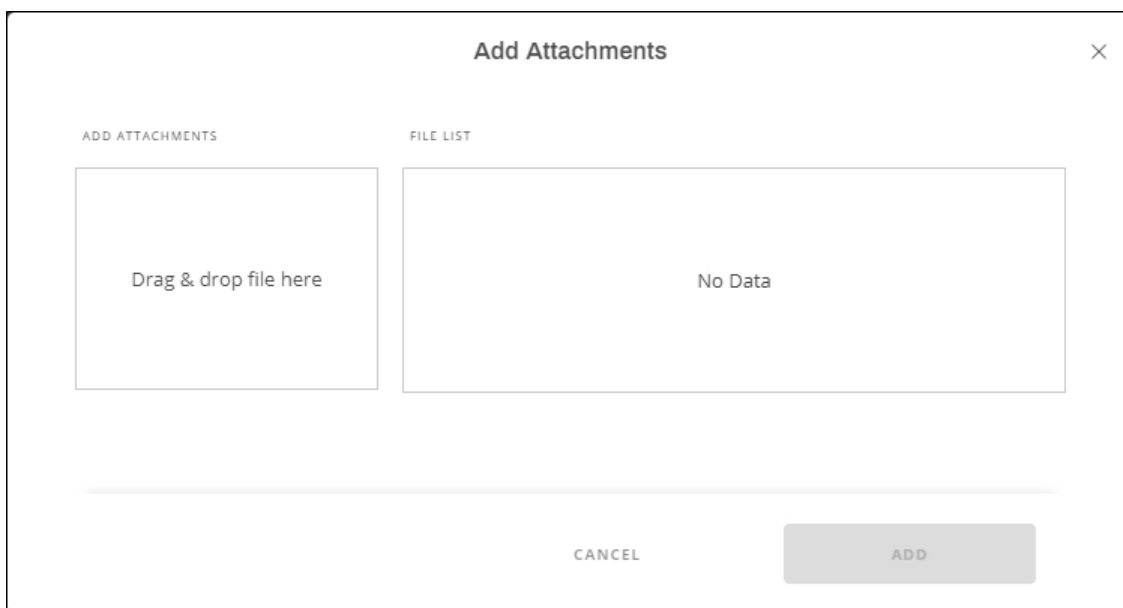 Add Attachments
ADD ATTACHMENTS
FILE LIST
Drag & drop file here
No Data
CANCEL
ADD